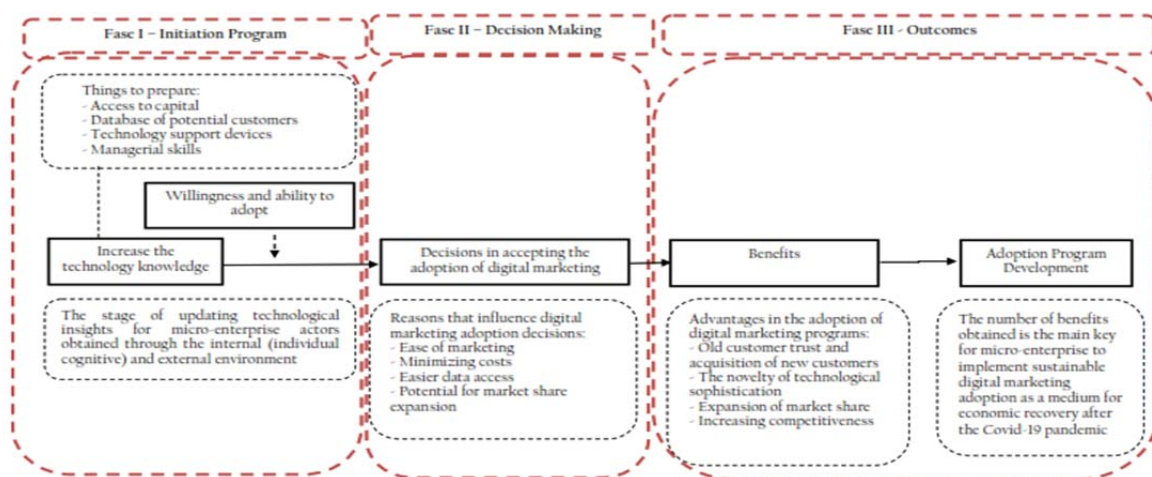 Fase I – Initiation Program
Fase II – Decision Making
Fase III - Outcomes
Things to prepare:
- Access to capital
- Database of potential customers
- Technology support devices
- Managerial skills
Willingness and ability to
adopt
Increase the
technology knowledge
Decisions in accepting the
adoption of digital marketing
Benefits
Adoption Program
Development
The stage of updating technological
insights for micro-enterprise actors
obtained through the internal (individual
cognitive) and external environment
Reasons that influence digital
marketing adoption decisions:
- Ease of marketing
- Minimizing costs
- Easier data access
- Potential for market share
expansion
Advantages in the adoption of
digital marketing programs:
- Old customer trust and
acquisition of new customers
- The novelty of technological
sophistication
- Expansion of market share
- Increasing competitiveness
The number of benefits
obtained is the main key
for micro-enterprise to
implement sustainable
digital marketing
adoption as a medium for
economic recovery after
the Covid-19 pandemic